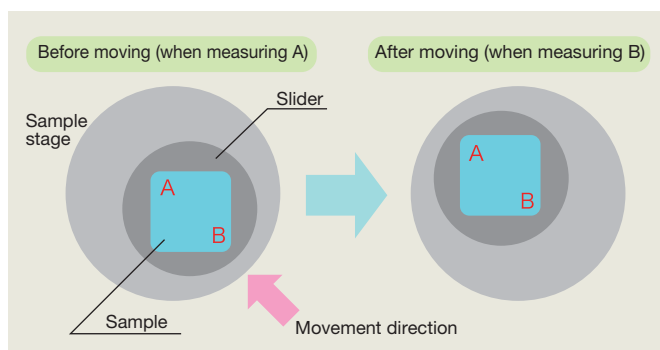 Before moving (when measuring A)
After moving (when measuring B)
Slider
Sample
stage
A
B
A
B
Sample
Movement direction